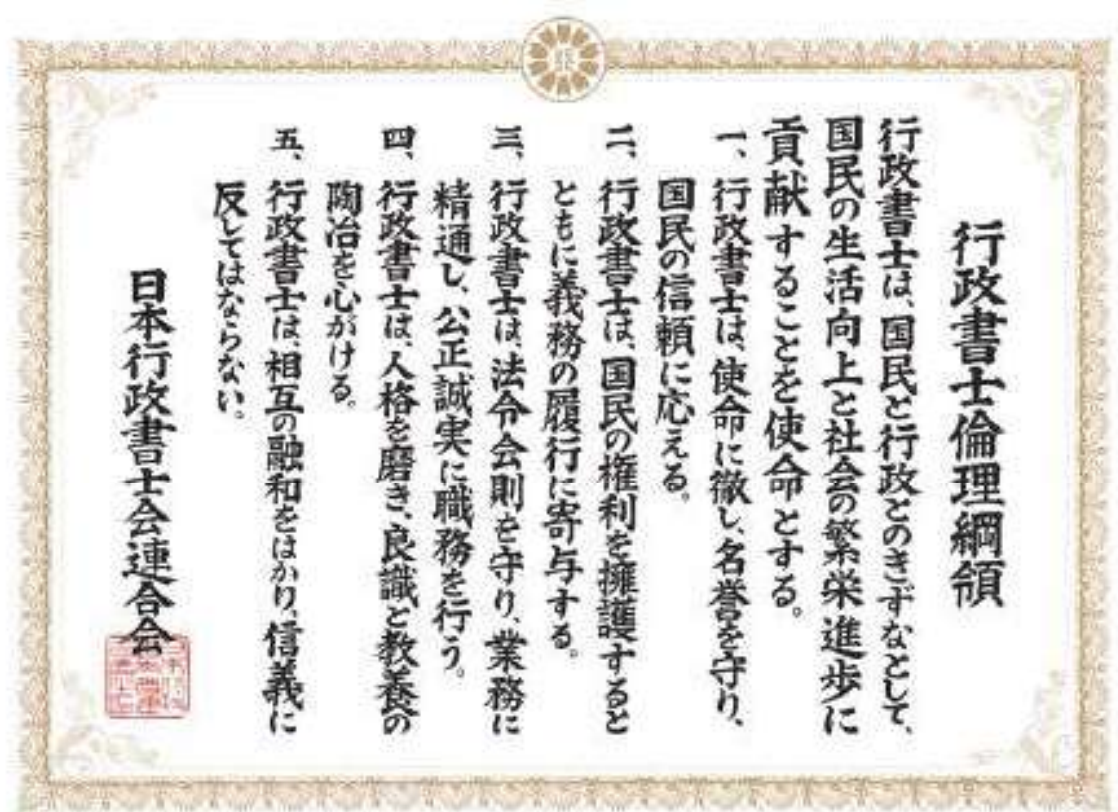 行政書士倫理綱領
行政書士は、国民と行政とのきずなとして、
国民の生活向上と社会の繁栄進歩に
貢献することを使命とする。
一、行政書士は、使命に徹し、名誉を守り、
国民の信頼に応える。
二、行政書士は、国民の権利を擁護すると
ともに義務の履行に寄与する。
三、行政書士は、法令会則を守り、業務に
精通し、公正誠実に職務を行う。
四、行政書士は、人格を磨き、良識と教養の
陶冶を心がける。
五、行政書士は、相互の融和をはかり、信義に
反してはならない。
日本行政書士会連合会